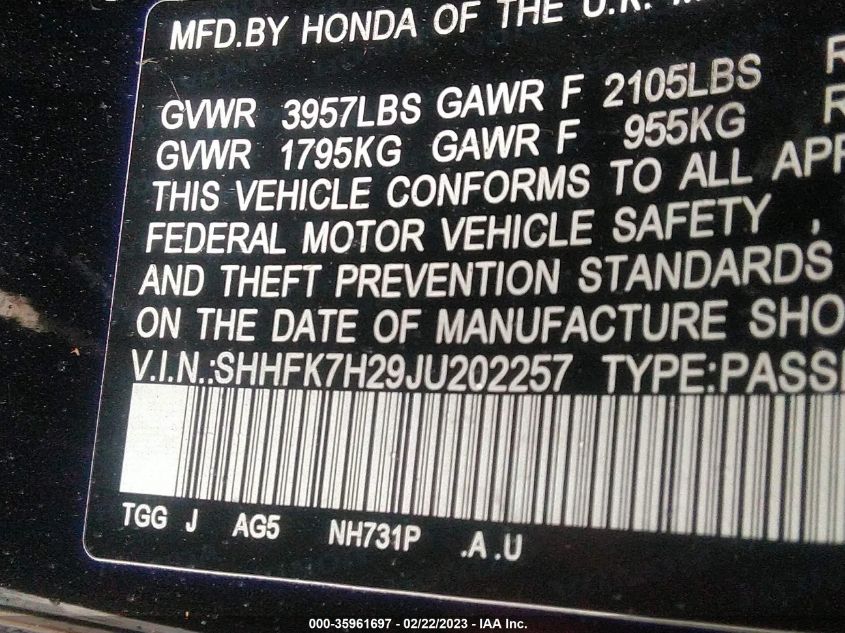 MFD.BY HONDA OF THE U.K.
GVWR 3957LBS GAWR F 2105LBS R
GVWR 1795KG GAWR F 955KG R
THIS VEHICLE CONFORMS TO ALL APP
FEDERAL MOTOR VEHICLE SAFETY ,
AND THEFT PREVENTION STANDARDS
ON THE DATE OF MANUFACTURE SHO
V.I.N.:SHHFK7H29JU202257 TYPE:PASSE
TGG J AG5 NH731P .A .U
000-35961697 - 02/22/2023 - IAA Inc.